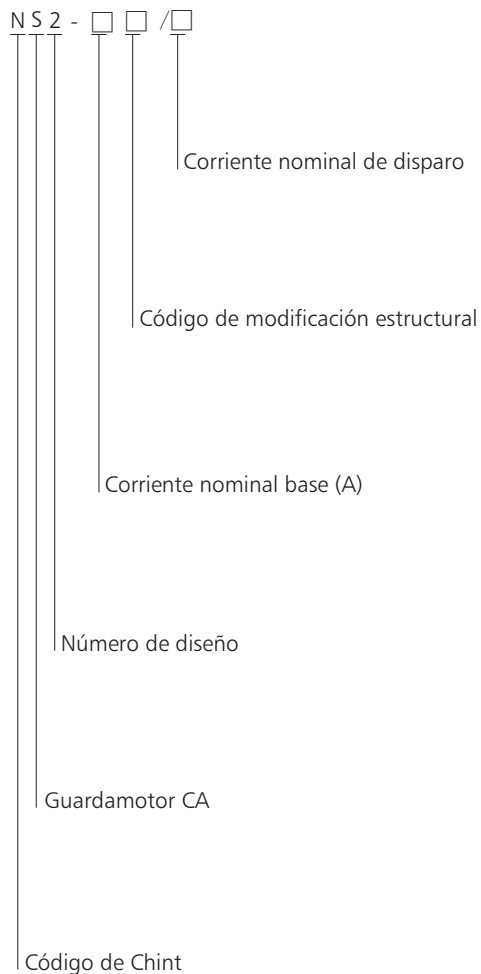 NS2-□□/□
Corriente nominal de disparo
Código de modificación estructural
Corriente nominal base (A)
Número de diseño
Guardamotor CA
Código de Chint